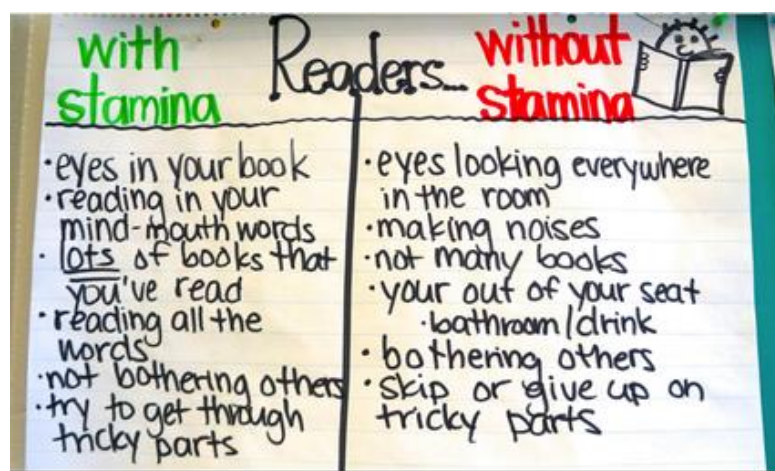 with
stamina
Readers...
without
stamina
• eyes in your book
• reading in your
mind-mouth words
• lots of books that
you've read
• reading all the
words
• not bothering others
• try to get through
tricky parts
• eyes looking everywhere
in the room
• making noises
• not many books
• your out of your seat
• bathroom/drink
• bothering others
• skip or give up on
tricky parts